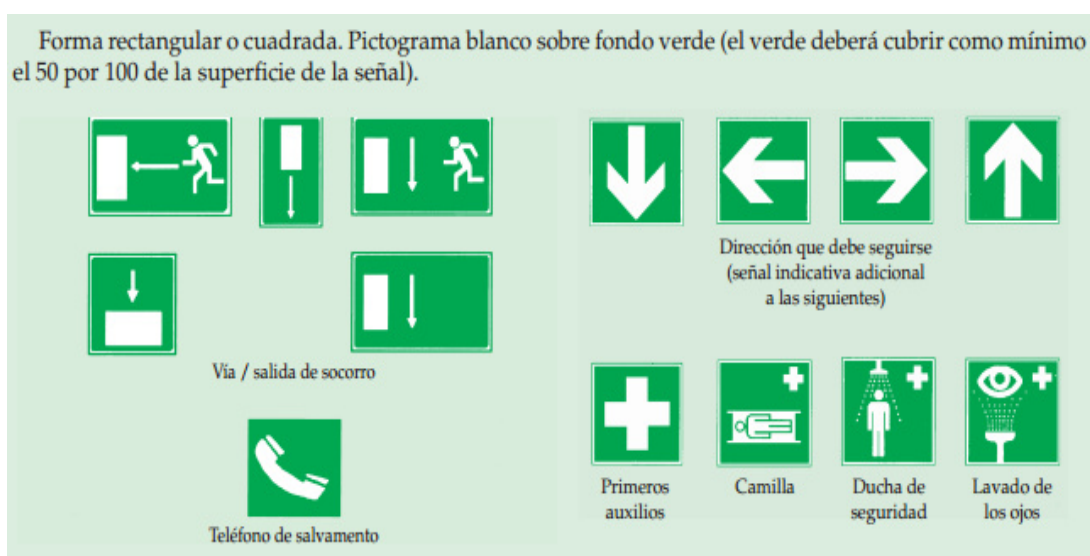 Forma rectangular o cuadrada. Pictograma blanco sobre fondo verde (el verde deberá cubrir como mínimo
el 50 por 100 de la superficie de la señal).
Dirección que debe seguirse
(señal indicativa adicional
a las siguientes)
Vía / salida de socorro
Primeros
auxilios
Camilla
Ducha de
seguridad
Lavado de
los ojos
Teléfono de salvamento